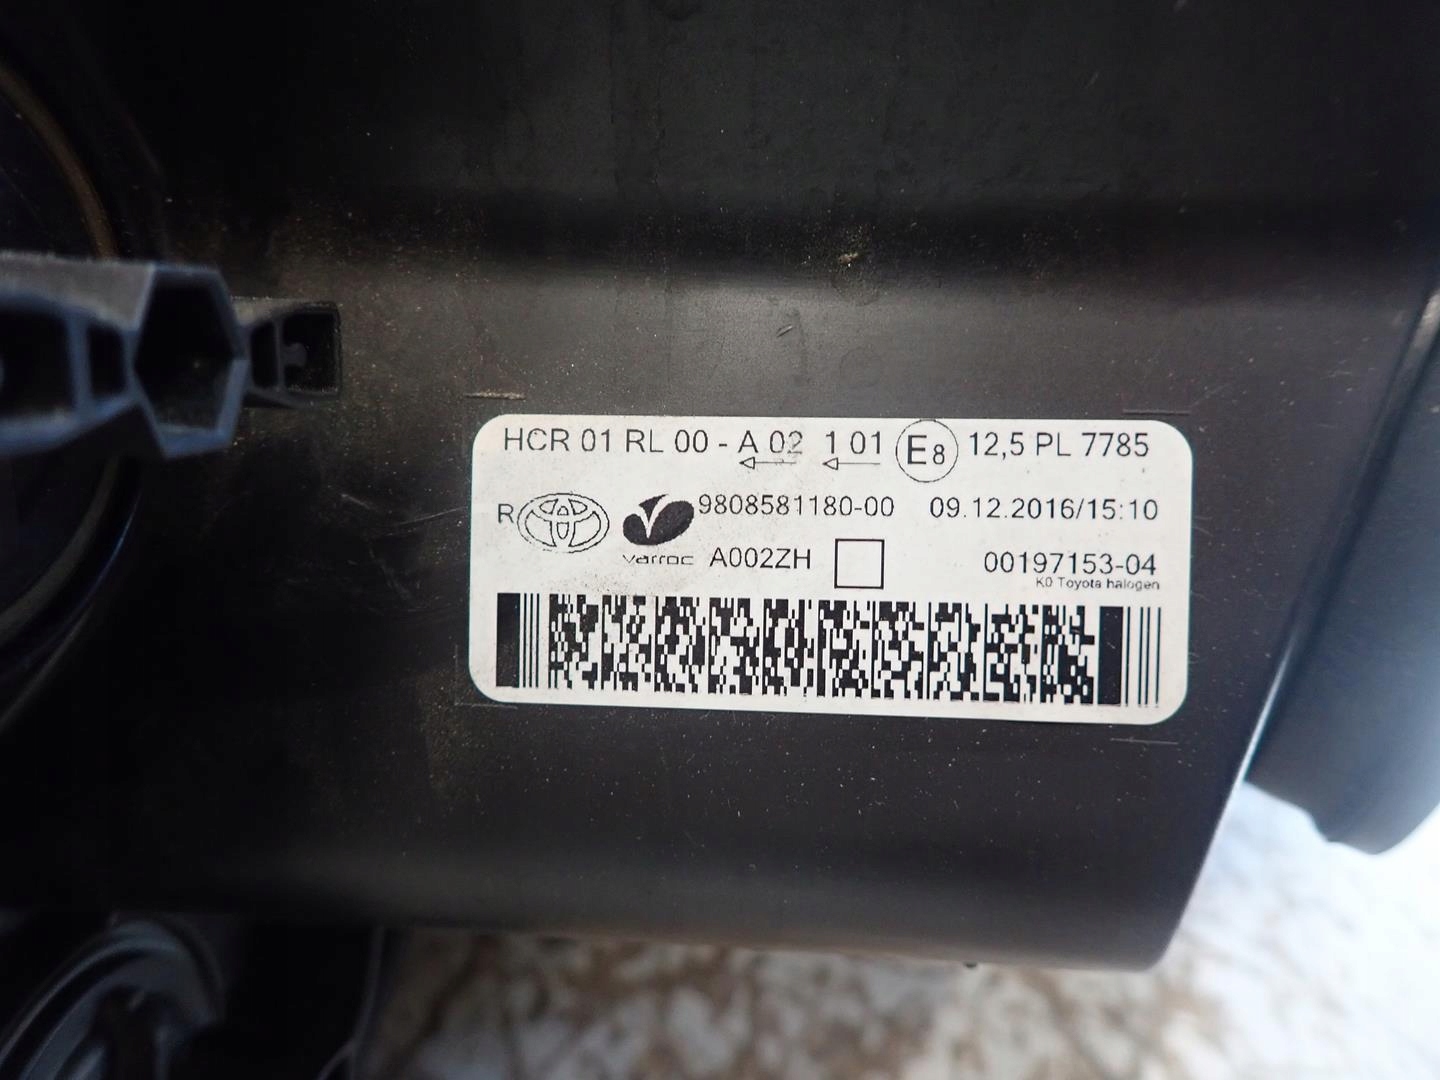 HCR 01 RL 00 - A 02 1 01 E8 12,5 PL 7785
R 9808581180-00 09.12.2016/15:10
varroc A002ZH 00197153-04
K0 Toyota halogen